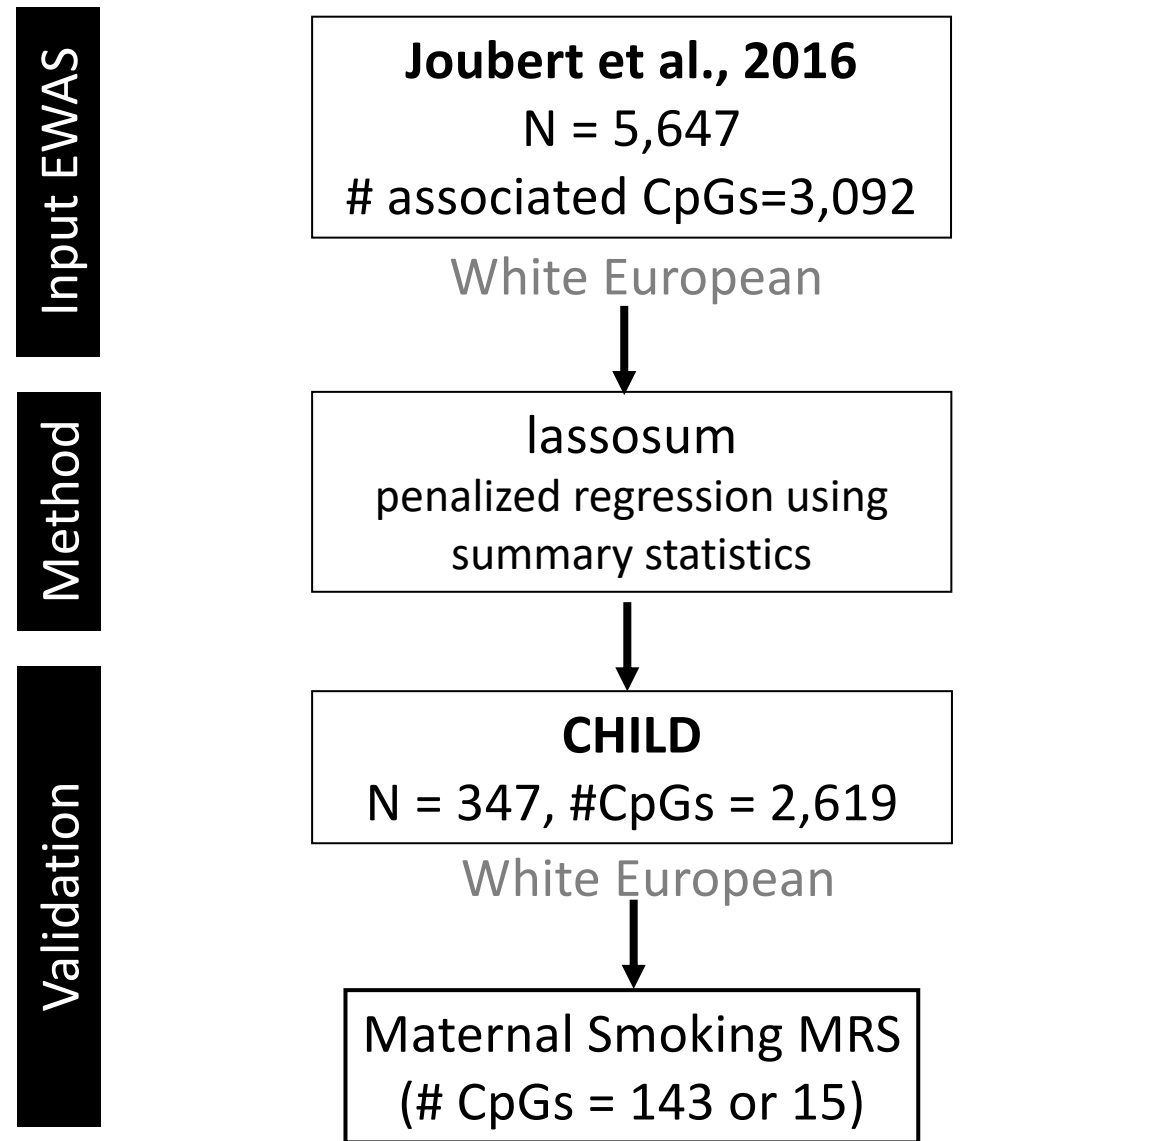 Input EWAS
Joubert et al., 2016
N = 5,647
# associated CpGs=3,092
White European
Method
lassosum
penalized regression using
summary statistics
Validation
CHILD
N = 347, #CpGs = 2,619
White European
Maternal Smoking MRS
(# CpGs = 143 or 15)